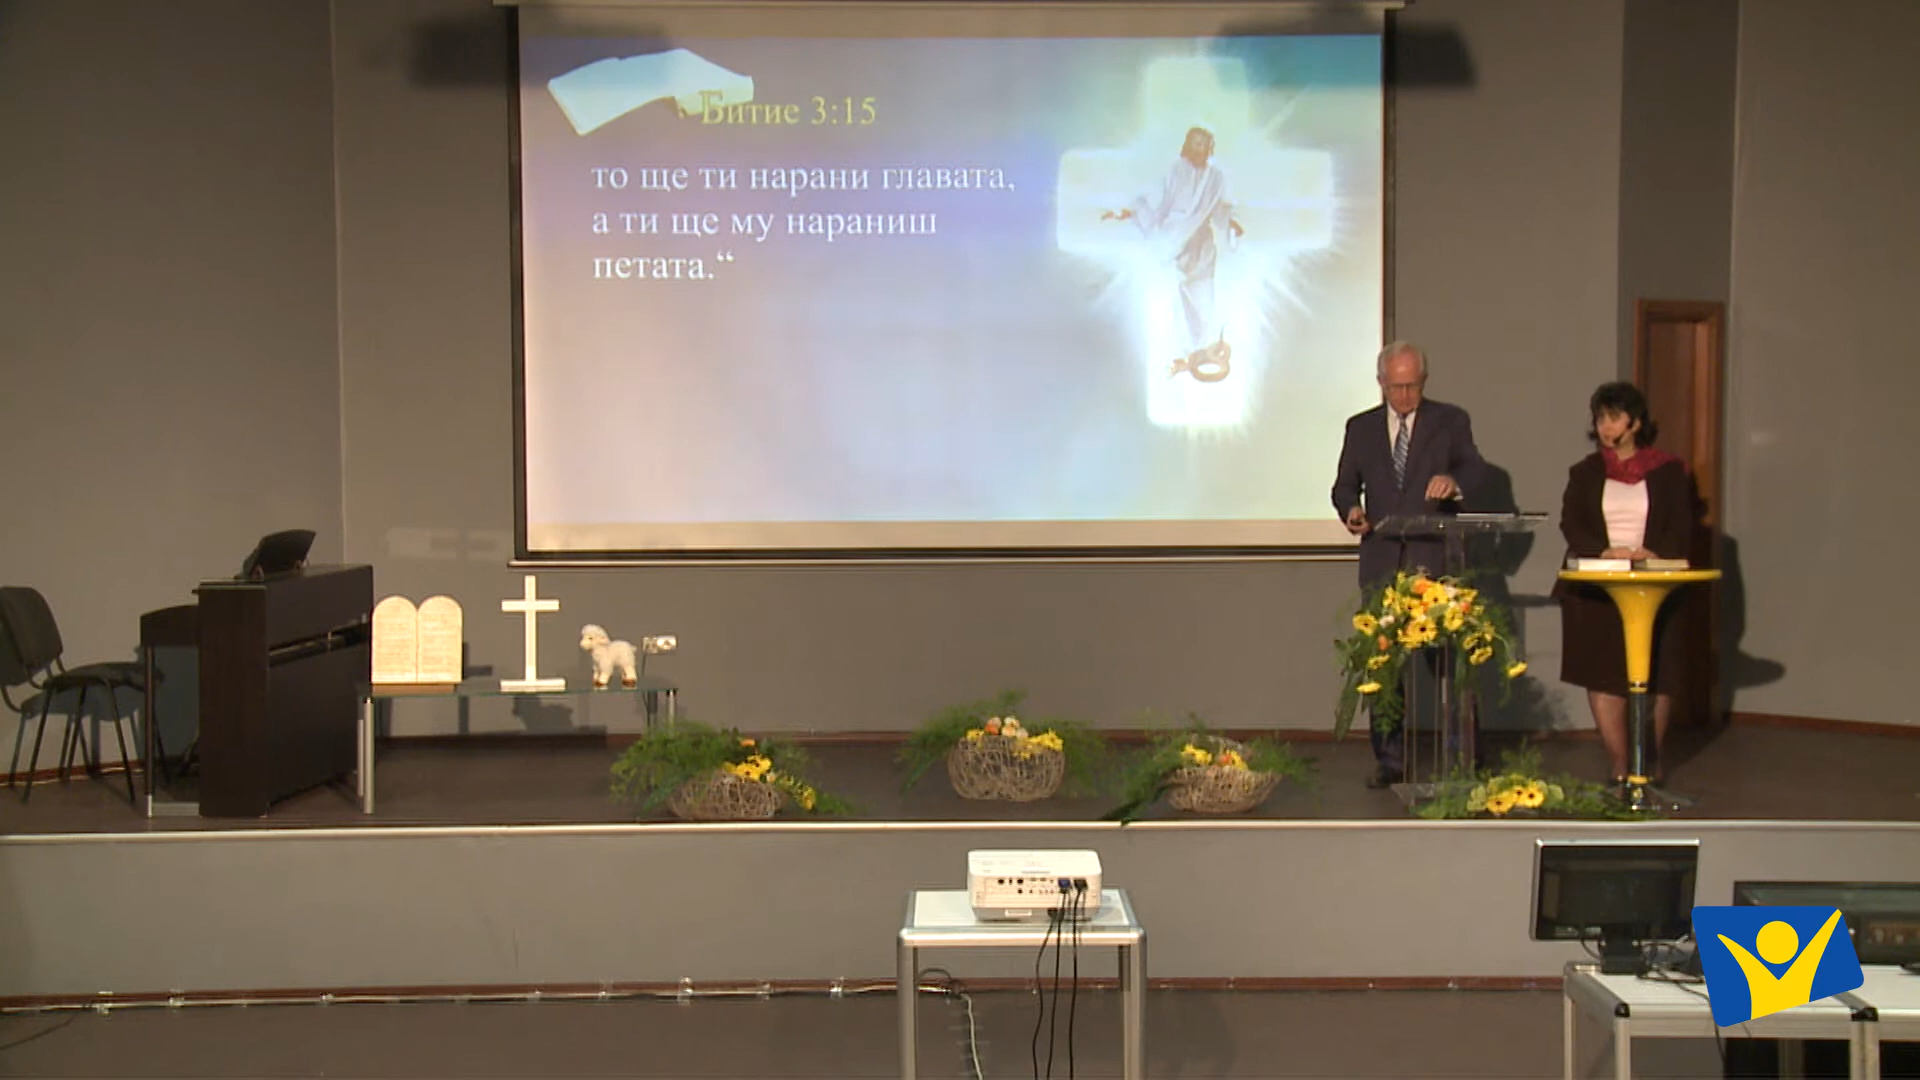 Битие 3:15
то ще ти нарани главата,
а ти ще му нараниш
петата.“